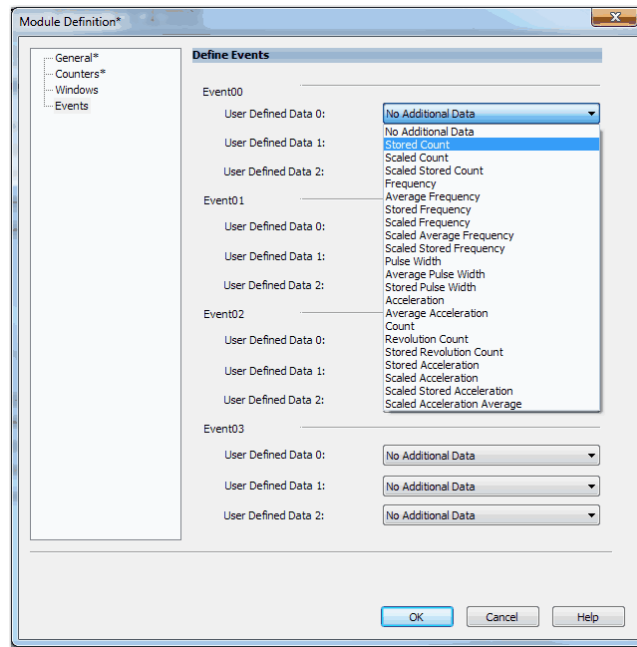 Module Definition*
General*
Counters*
Windows
Events
Define Events
Event00
User Defined Data 0: No Additional Data
No Additional Data
Stored Count
Scaled Count
Scaled Stored Count
Frequency
Average Frequency
Stored Frequency
Scaled Frequency
Scaled Average Frequency
Scaled Stored Frequency
Pulse Width
Average Pulse Width
Stored Pulse Width
Acceleration
Average Acceleration
Count
Revolution Count
Stored Revolution Count
Stored Acceleration
Scaled Acceleration
Scaled Stored Acceleration
Scaled Acceleration Average
User Defined Data 1:
User Defined Data 2:
Event01
User Defined Data 0:
User Defined Data 1:
User Defined Data 2:
Event02
User Defined Data 0:
User Defined Data 1:
User Defined Data 2:
Event03
User Defined Data 0: No Additional Data
User Defined Data 1: No Additional Data
User Defined Data 2: No Additional Data
OK Cancel Help